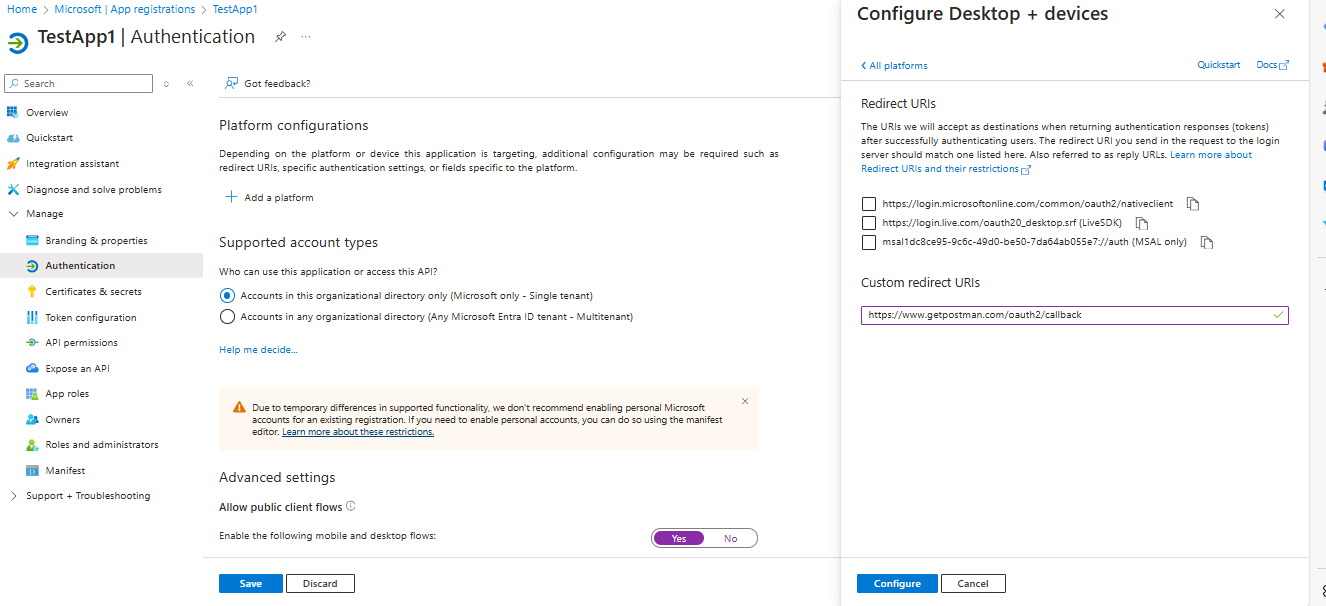 Home > Microsoft | App registrations > TestApp1
TestApp1 | Authentication
Search
Overview
Quickstart
Integration assistant
Diagnose and solve problems
Manage
Branding & properties
Authentication
Certificates & secrets
Token configuration
API permissions
Expose an API
App roles
Owners
Roles and administrators
Manifest
Support + Troubleshooting
Got feedback?
Platform configurations
Depending on the platform or device this application is targeting, additional configuration may be required such as
redirect URIs, specific authentication settings, or fields specific to the platform.
Add a platform
Supported account types
Who can use this application or access this API?
Accounts in this organizational directory only (Microsoft only - Single tenant)
Accounts in any organizational directory (Any Microsoft Entra ID tenant - Multitenant)
Help me decide...
Due to temporary differences in supported functionality, we don't recommend enabling personal Microsoft
accounts for an existing registration. If you need to enable personal accounts, you can do so using the manifest
editor. Learn more about these restrictions.
Advanced settings
Allow public client flows
Enable the following mobile and desktop flows:
Yes No
Save Discard
Configure Desktop + devices
All platforms
Quickstart Docs
Redirect URIs
The URIs we will accept as destinations when returning authentication responses (tokens)
after successfully authenticating users. The redirect URI you send in the request to the login
server should match one listed here. Also referred to as reply URLs. Learn more about
Redirect URIs and their restrictions
https://login.microsoftonline.com/common/oauth2/nativeclient
https://login.live.com/oauth20_desktop.srf (LiveSDK)
msal1dc8ce95-9c6c-49d0-be50-7da64ab055e7://auth (MSAL only)
Custom redirect URIs
https://www.getpostman.com/oauth2/callback
Configure Cancel